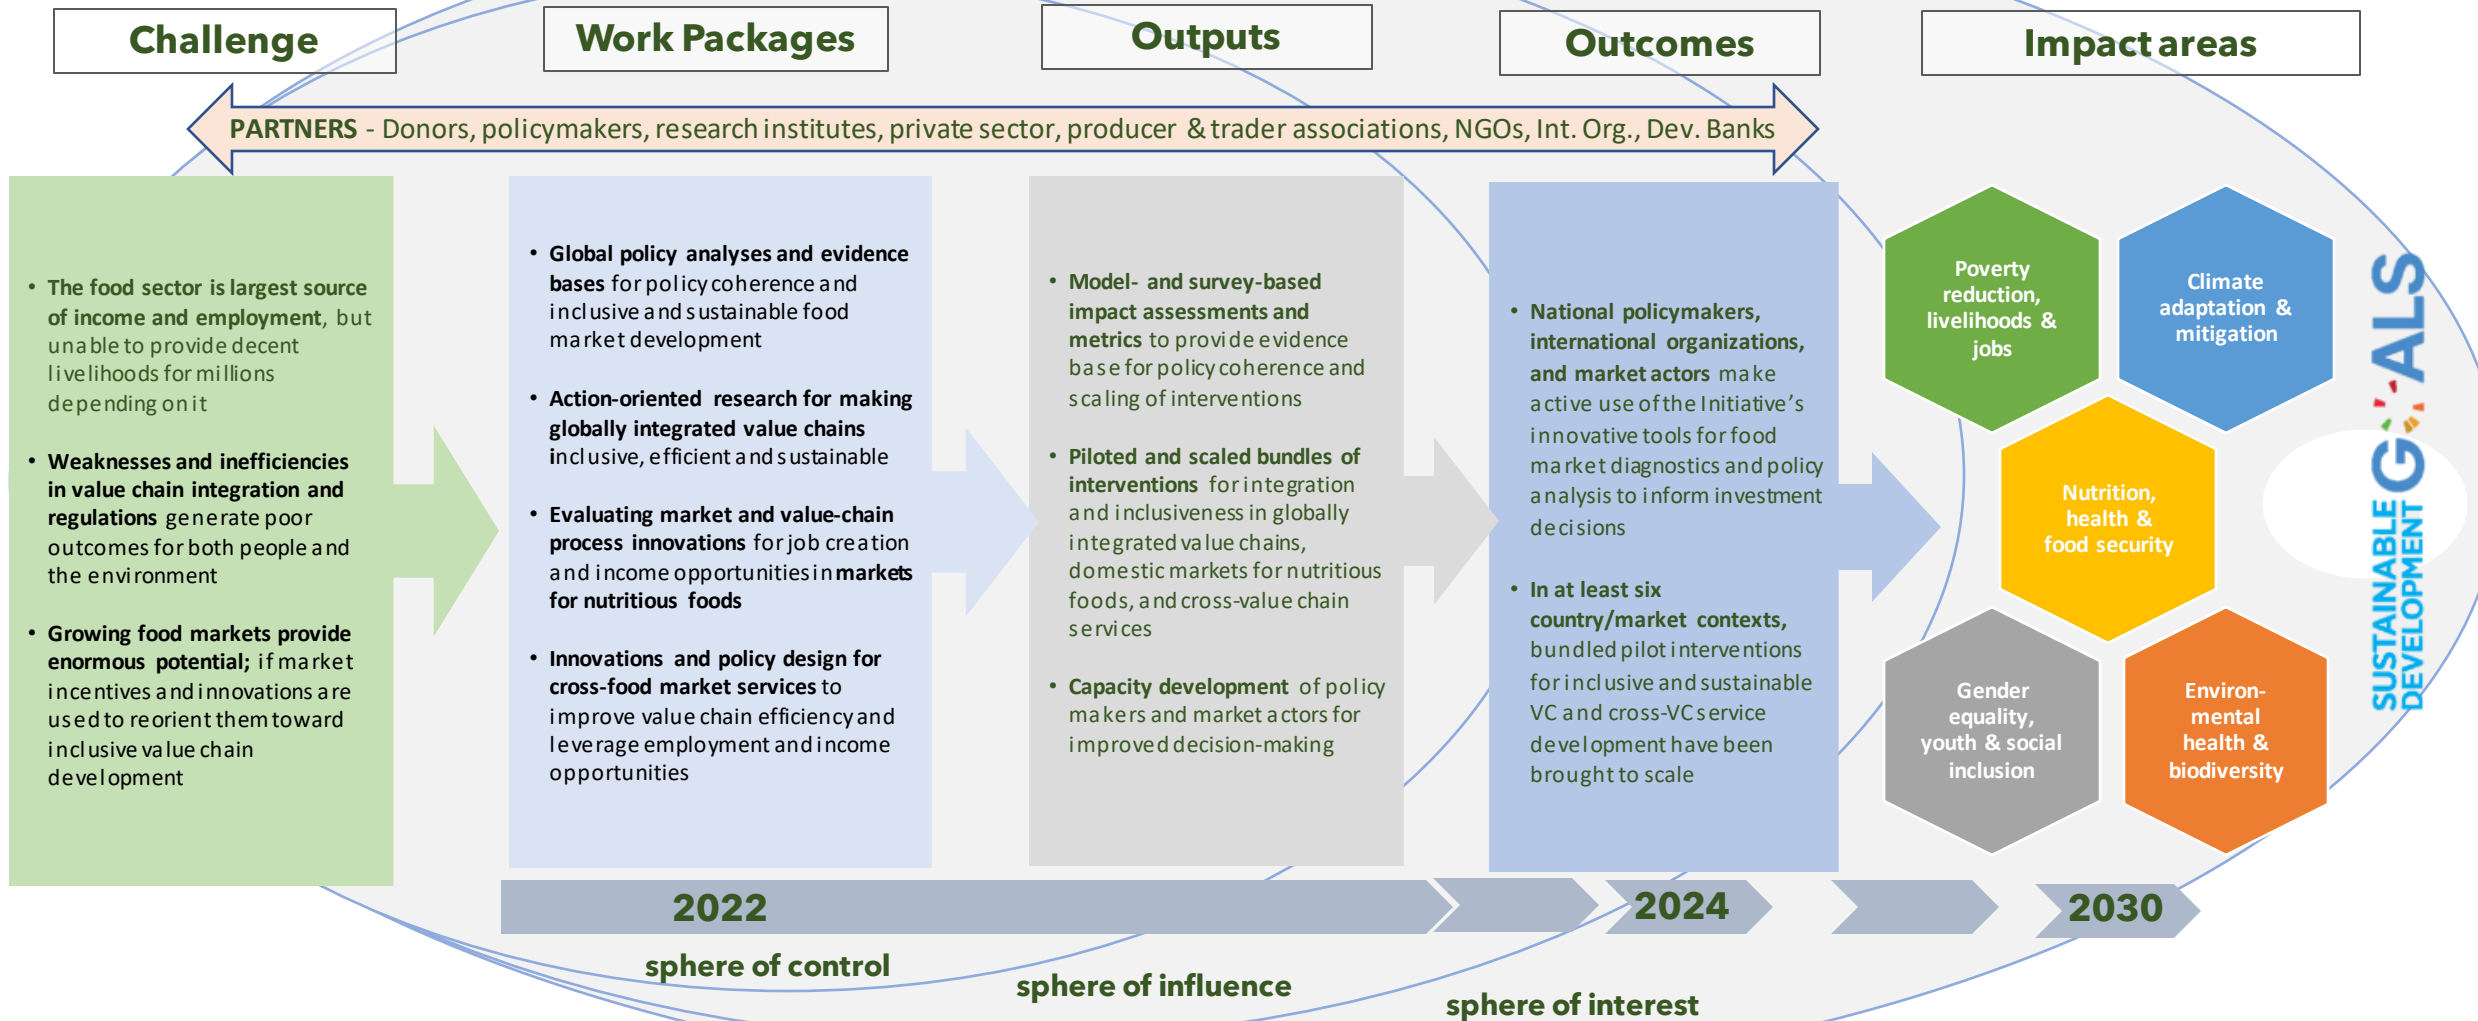 Challenge
Work Packages
Outputs
Outcomes
Impact areas
PARTNERS - Donors, policymakers, research institutes, private sector, producer & trader associations, NGOs, Int. Org., Dev. Banks
• The food sector is largest source
of income and employment, but
unable to provide decent
livelihoods for millions
depending on it
• Weaknesses and inefficiencies
in value chain integration and
regulations generate poor
outcomes for both people and
the environment
• Growing food markets provide
enormous potential; if market
incentives and innovations are
used to reorient them toward
inclusive value chain
development
• Global policy analyses and evidence
bases for policy coherence and
inclusive and sustainable food
market development
• Action-oriented research for making
globally integrated value chains
inclusive, efficient and sustainable
• Evaluating market and value-chain
process innovations for job creation
and income opportunities in markets
for nutritious foods
• Innovations and policy design for
cross-food market services to
improve value chain efficiency and
leverage employment and income
opportunities
• Model- and survey-based
impact assessments and
metrics to provide evidence
base for policy coherence and
scaling of interventions
• Piloted and scaled bundles of
interventions for integration
and inclusiveness in globally
integrated value chains,
domestic markets for nutritious
foods, and cross-value chain
services
• Capacity development of policy
makers and market actors for
improved decision-making
• National policymakers,
international organizations,
and market actors make
active use of the Initiative’s
innovative tools for food
market diagnostics and policy
analysis to inform investment
decisions
• In at least six
country/market contexts,
bundled pilot interventions
for inclusive and sustainable
VC and cross-VC service
development have been
brought to scale
Poverty
reduction,
livelihoods &
jobs
Climate
adaptation &
mitigation
Nutrition,
health &
food security
Gender
equality,
youth & social
inclusion
Environ-
mental
health &
biodiversity
SUSTAINABLE
DEVELOPMENT
GOALS
2022
2024
2030
sphere of control
sphere of influence
sphere of interest